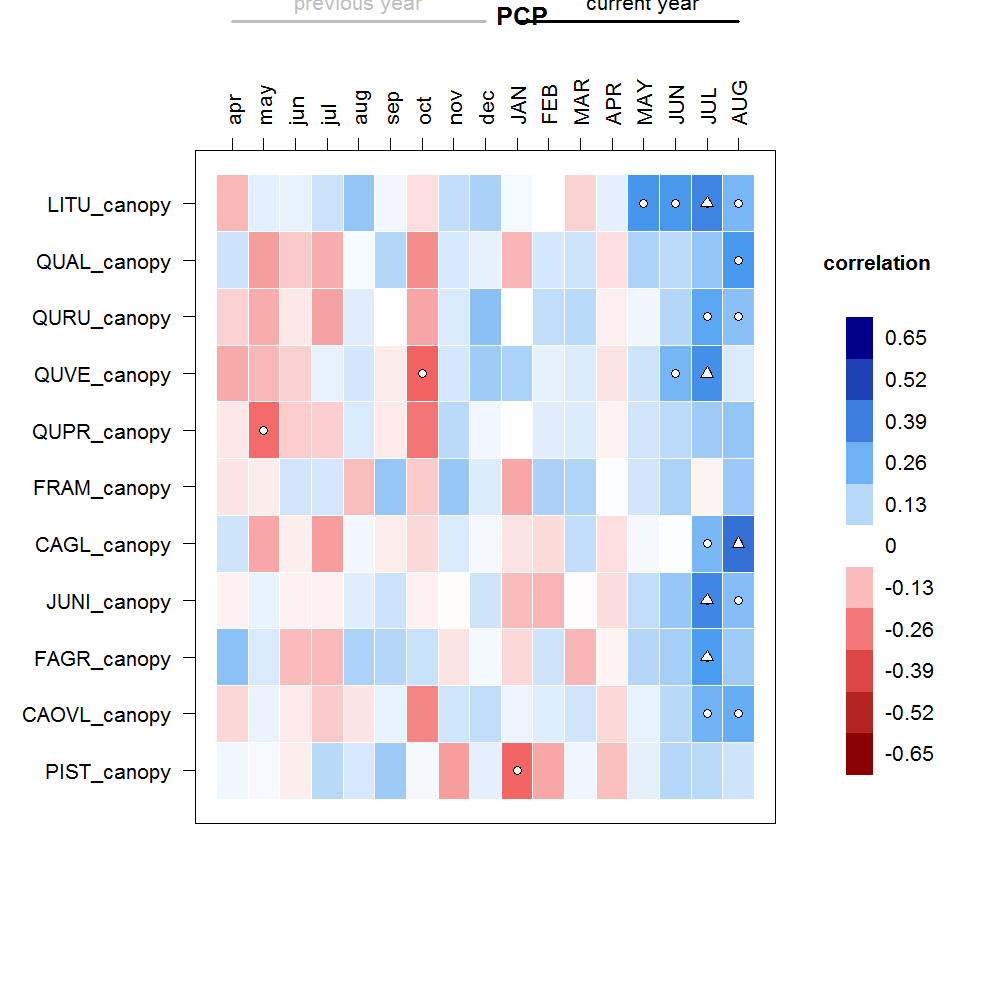 previous year
current year
PCP
apr may jun jul aug sep oct nov dec JAN FEB MAR APR MAY JUN JUL AUG
LITU_canopy
QUAL_canopy
QURU_canopy
QUVE_canopy
QUPR_canopy
FRAM_canopy
CAGL_canopy
JUNI_canopy
FAGR_canopy
CAOVL_canopy
PIST_canopy
correlation
0.65
0.52
0.39
0.26
0.13
0
-0.13
-0.26
-0.39
-0.52
-0.65